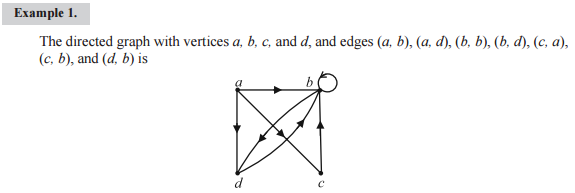 Example 1.
The directed graph with vertices a, b, c, and d, and edges (a, b), (a, d), (b, b), (b, d), (c, a),
(c, b), and (d, b) is
a
b
d
c